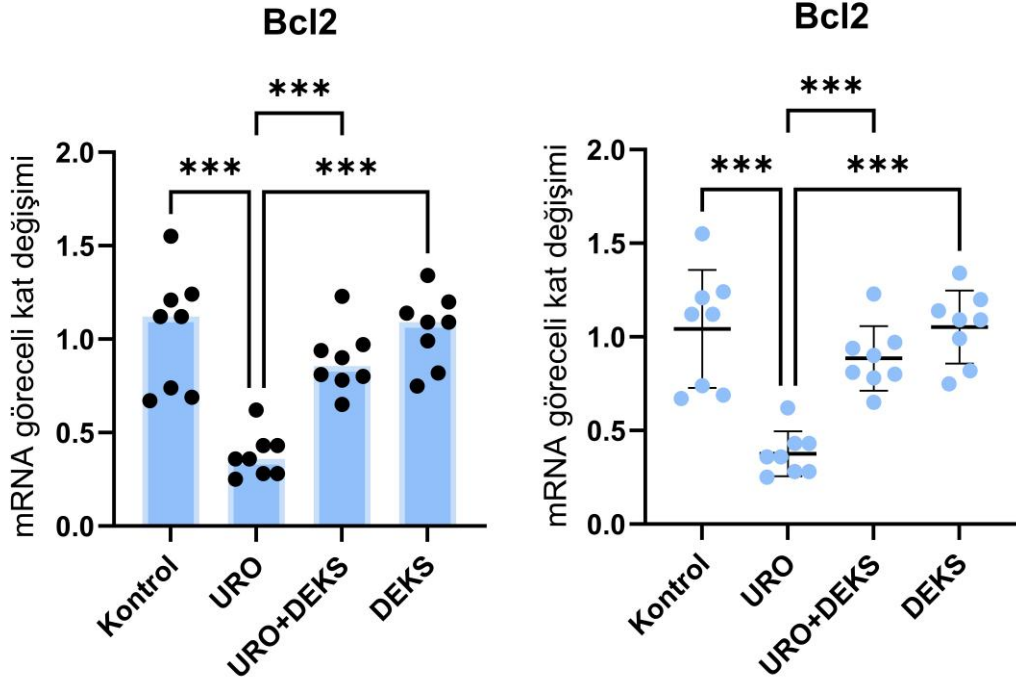 Bcl2
***
*** ***
mRNA göreceli kat değişimi
2.0
1.5
1.0
0.5
0.0
Kontrol
URO
URO+DEKS
DEKS
Bcl2
***
*** ***
mRNA göreceli kat değişimi
2.0
1.5
1.0
0.5
0.0
Kontrol
URO
URO+DEKS
DEKS